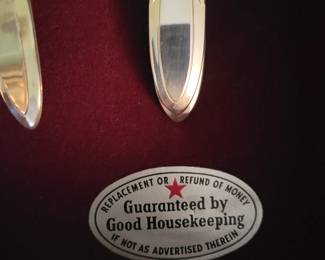 REPLACEMENT OR REFUND OF MONEY
Guaranteed by
Good Housekeeping
IF NOT AS ADVERTISED THEREIN